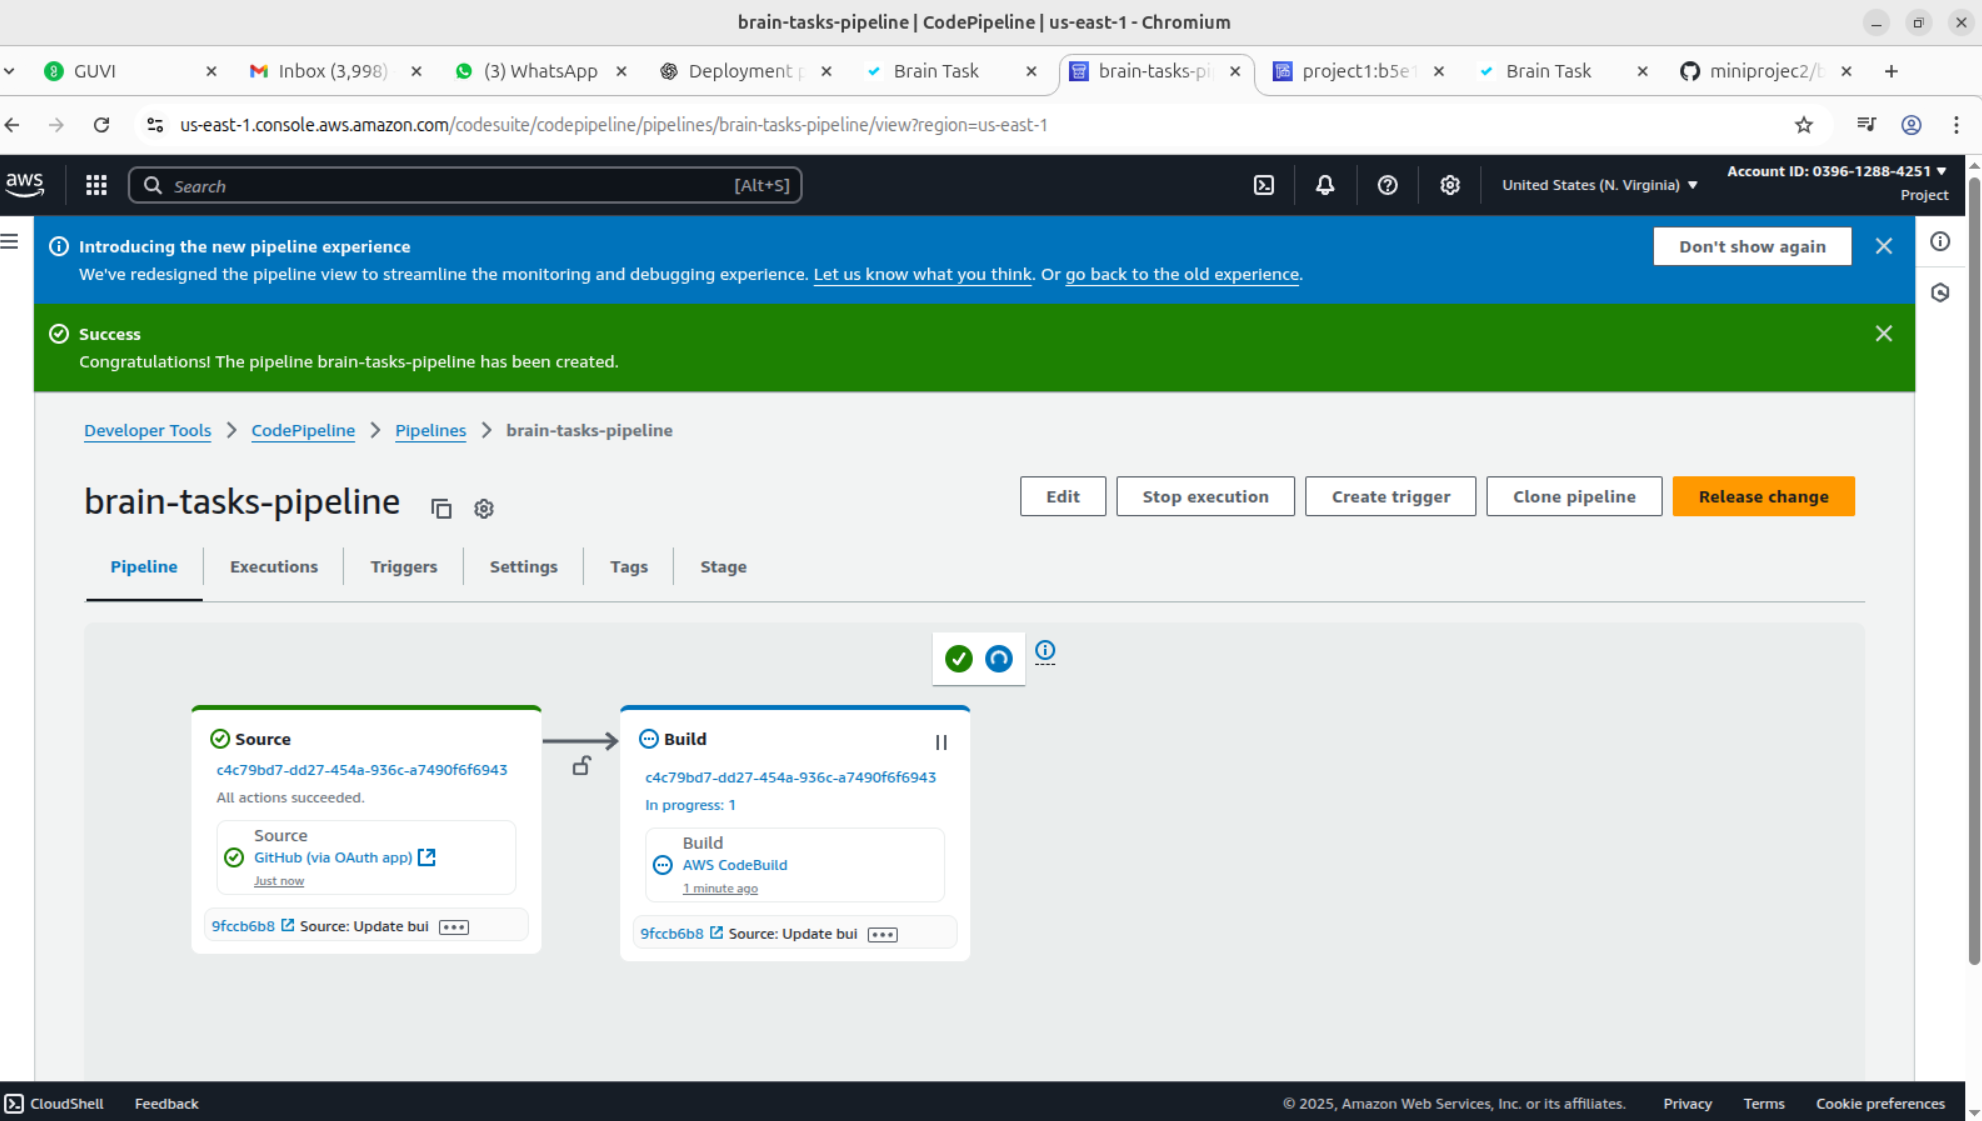 brain-tasks-pipeline | CodePipeline | us-east-1 - Chromium
GUVI
Inbox (3,998)
(3) WhatsApp
Deployment p
Brain Task
brain-tasks-pi
project1:b5e1
Brain Task
miniprojec2/b
us-east-1.console.aws.amazon.com/codesuite/codepipeline/pipelines/brain-tasks-pipeline/view?region=us-east-1
aws
Search
[Alt+S]
United States (N. Virginia)
Account ID: 0396-1288-4251
Project
Introducing the new pipeline experience
We've redesigned the pipeline view to streamline the monitoring and debugging experience. Let us know what you think. Or go back to the old experience.
Don't show again
Success
Congratulations! The pipeline brain-tasks-pipeline has been created.
Developer Tools > CodePipeline > Pipelines > brain-tasks-pipeline
brain-tasks-pipeline
Edit
Stop execution
Create trigger
Clone pipeline
Release change
Pipeline
Executions
Triggers
Settings
Tags
Stage
Source
c4c79bd7-dd27-454a-936c-a7490f6f6943
All actions succeeded.
Source
GitHub (via OAuth app)
Just now
9fccb6b8 Source: Update bui
Build
c4c79bd7-dd27-454a-936c-a7490f6f6943
In progress: 1
Build
AWS CodeBuild
1 minute ago
9fccb6b8 Source: Update bui
CloudShell
Feedback
© 2025, Amazon Web Services, Inc. or its affiliates.
Privacy
Terms
Cookie preferences